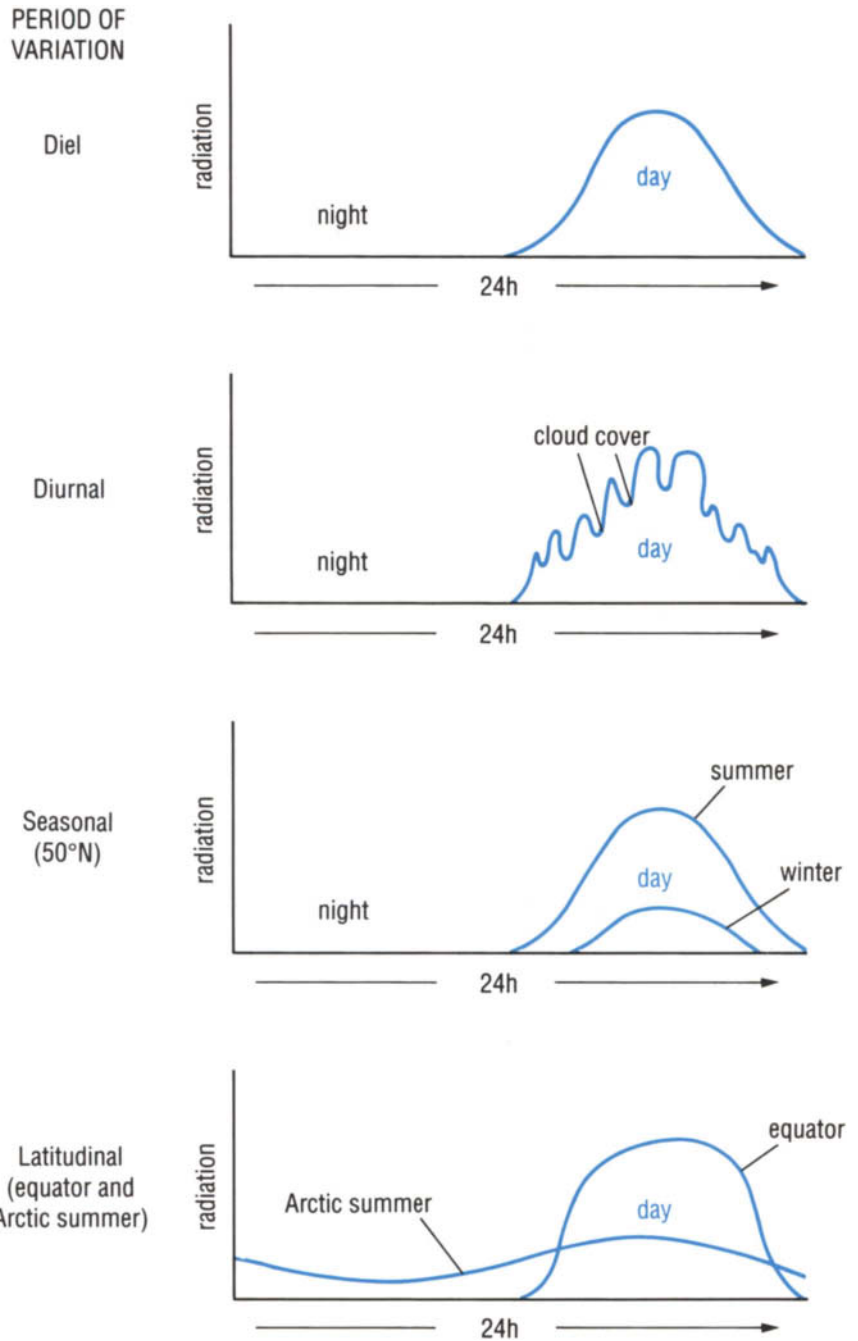 PERIOD OF
VARIATION
Diel
radiation
night
day
24h
Diurnal
radiation
cloud cover
night
day
24h
Seasonal
(50°N)
radiation
summer
winter
night
day
24h
Latitudinal
(equator and
Arctic summer)
radiation
equator
Arctic summer
day
24h